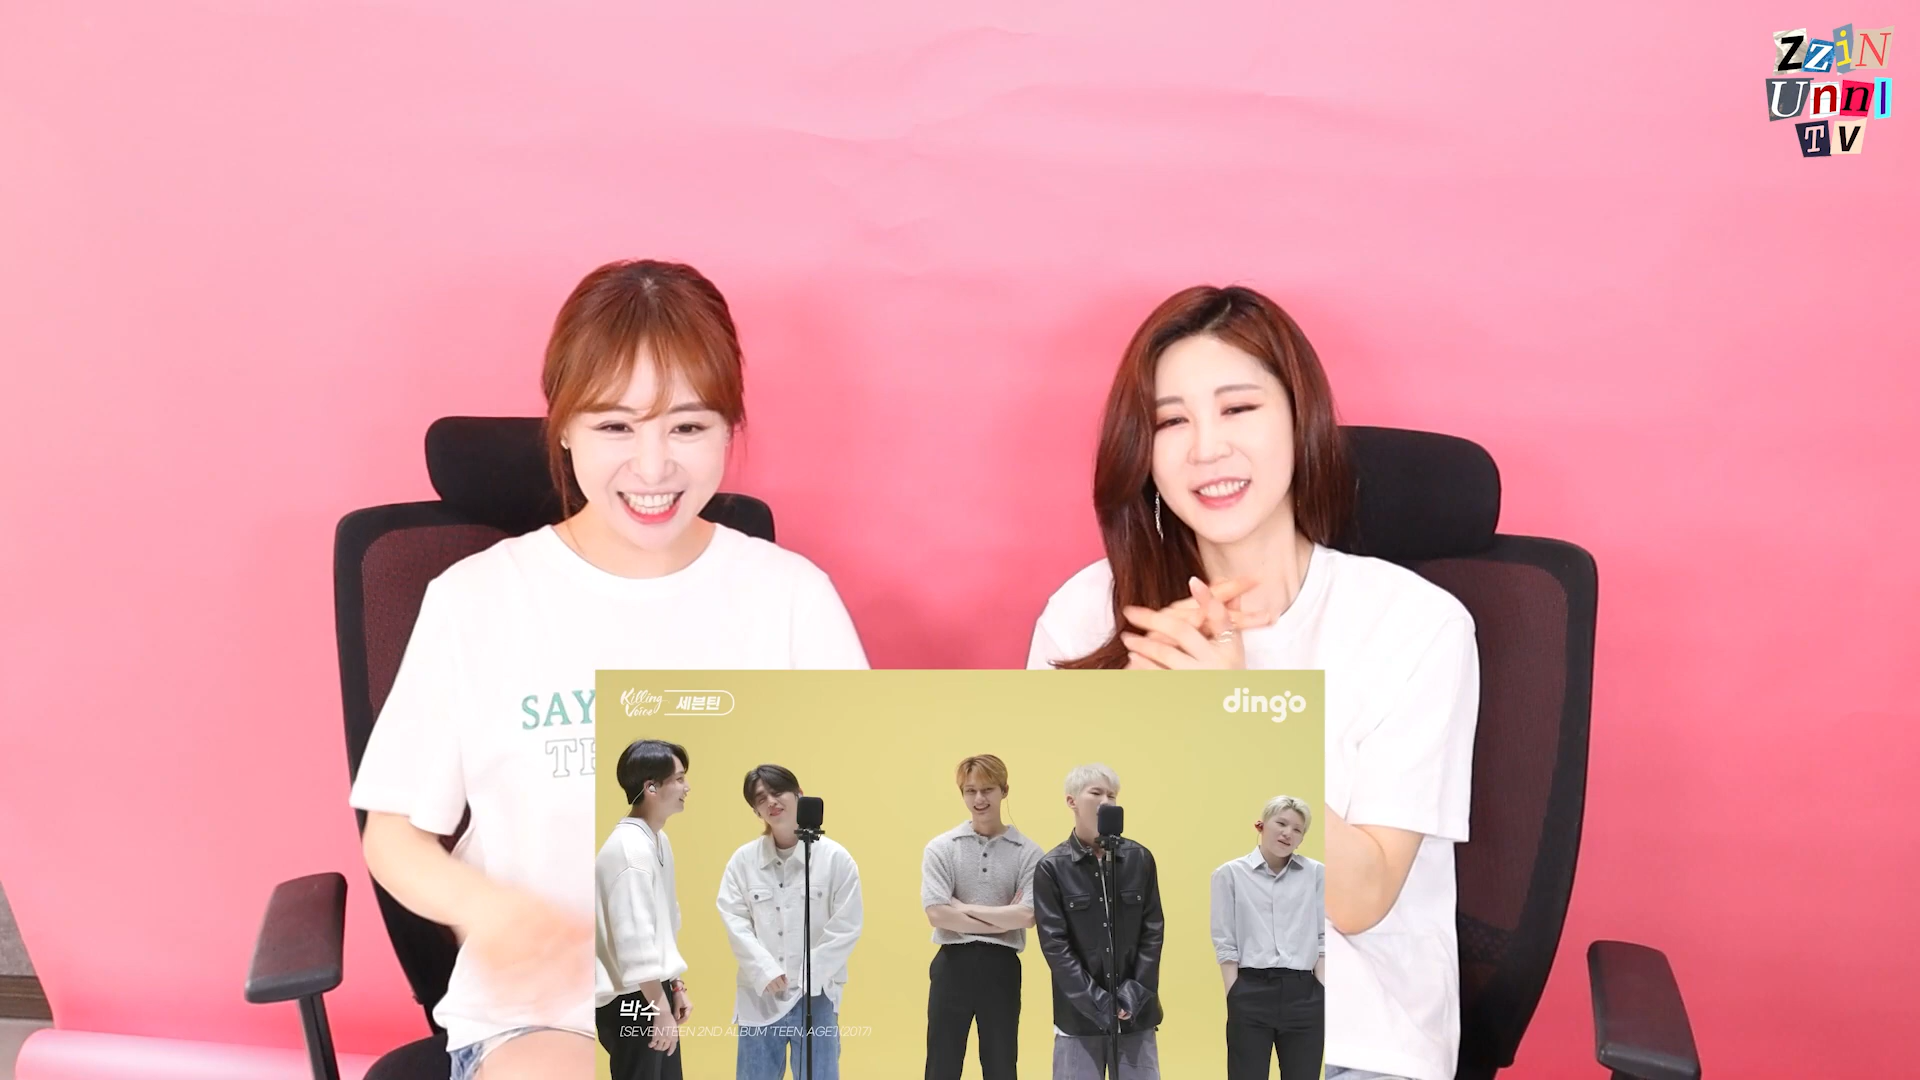 ZziN
UnnI
TV
SAY
TH
Killing Voice 세븐틴
dingo
박수
[SEVENTEEN 2ND ALBUM 'TEEN, AGE'] (2017)